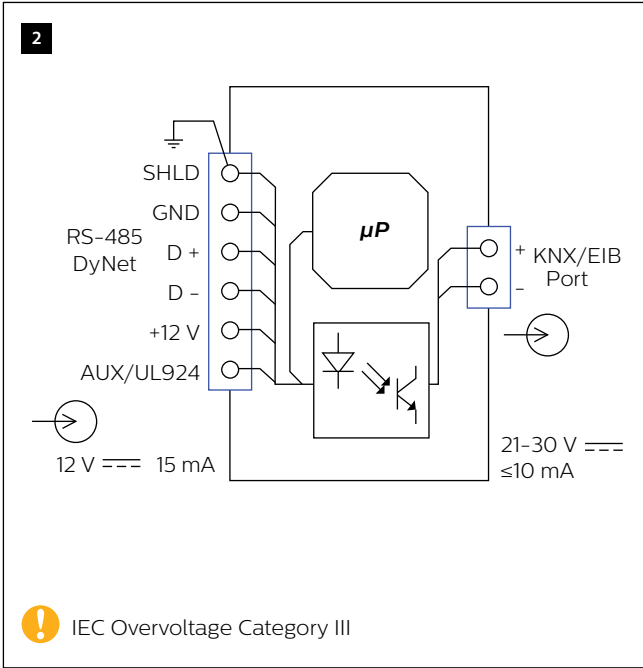 2
SHLD
GND
RS-485
DyNet
D +
D -
+12 V
AUX/UL924
µP
+
-
KNX/EIB
Port
12 V 15 mA
21-30 V
≤10 mA
! IEC Overvoltage Category III